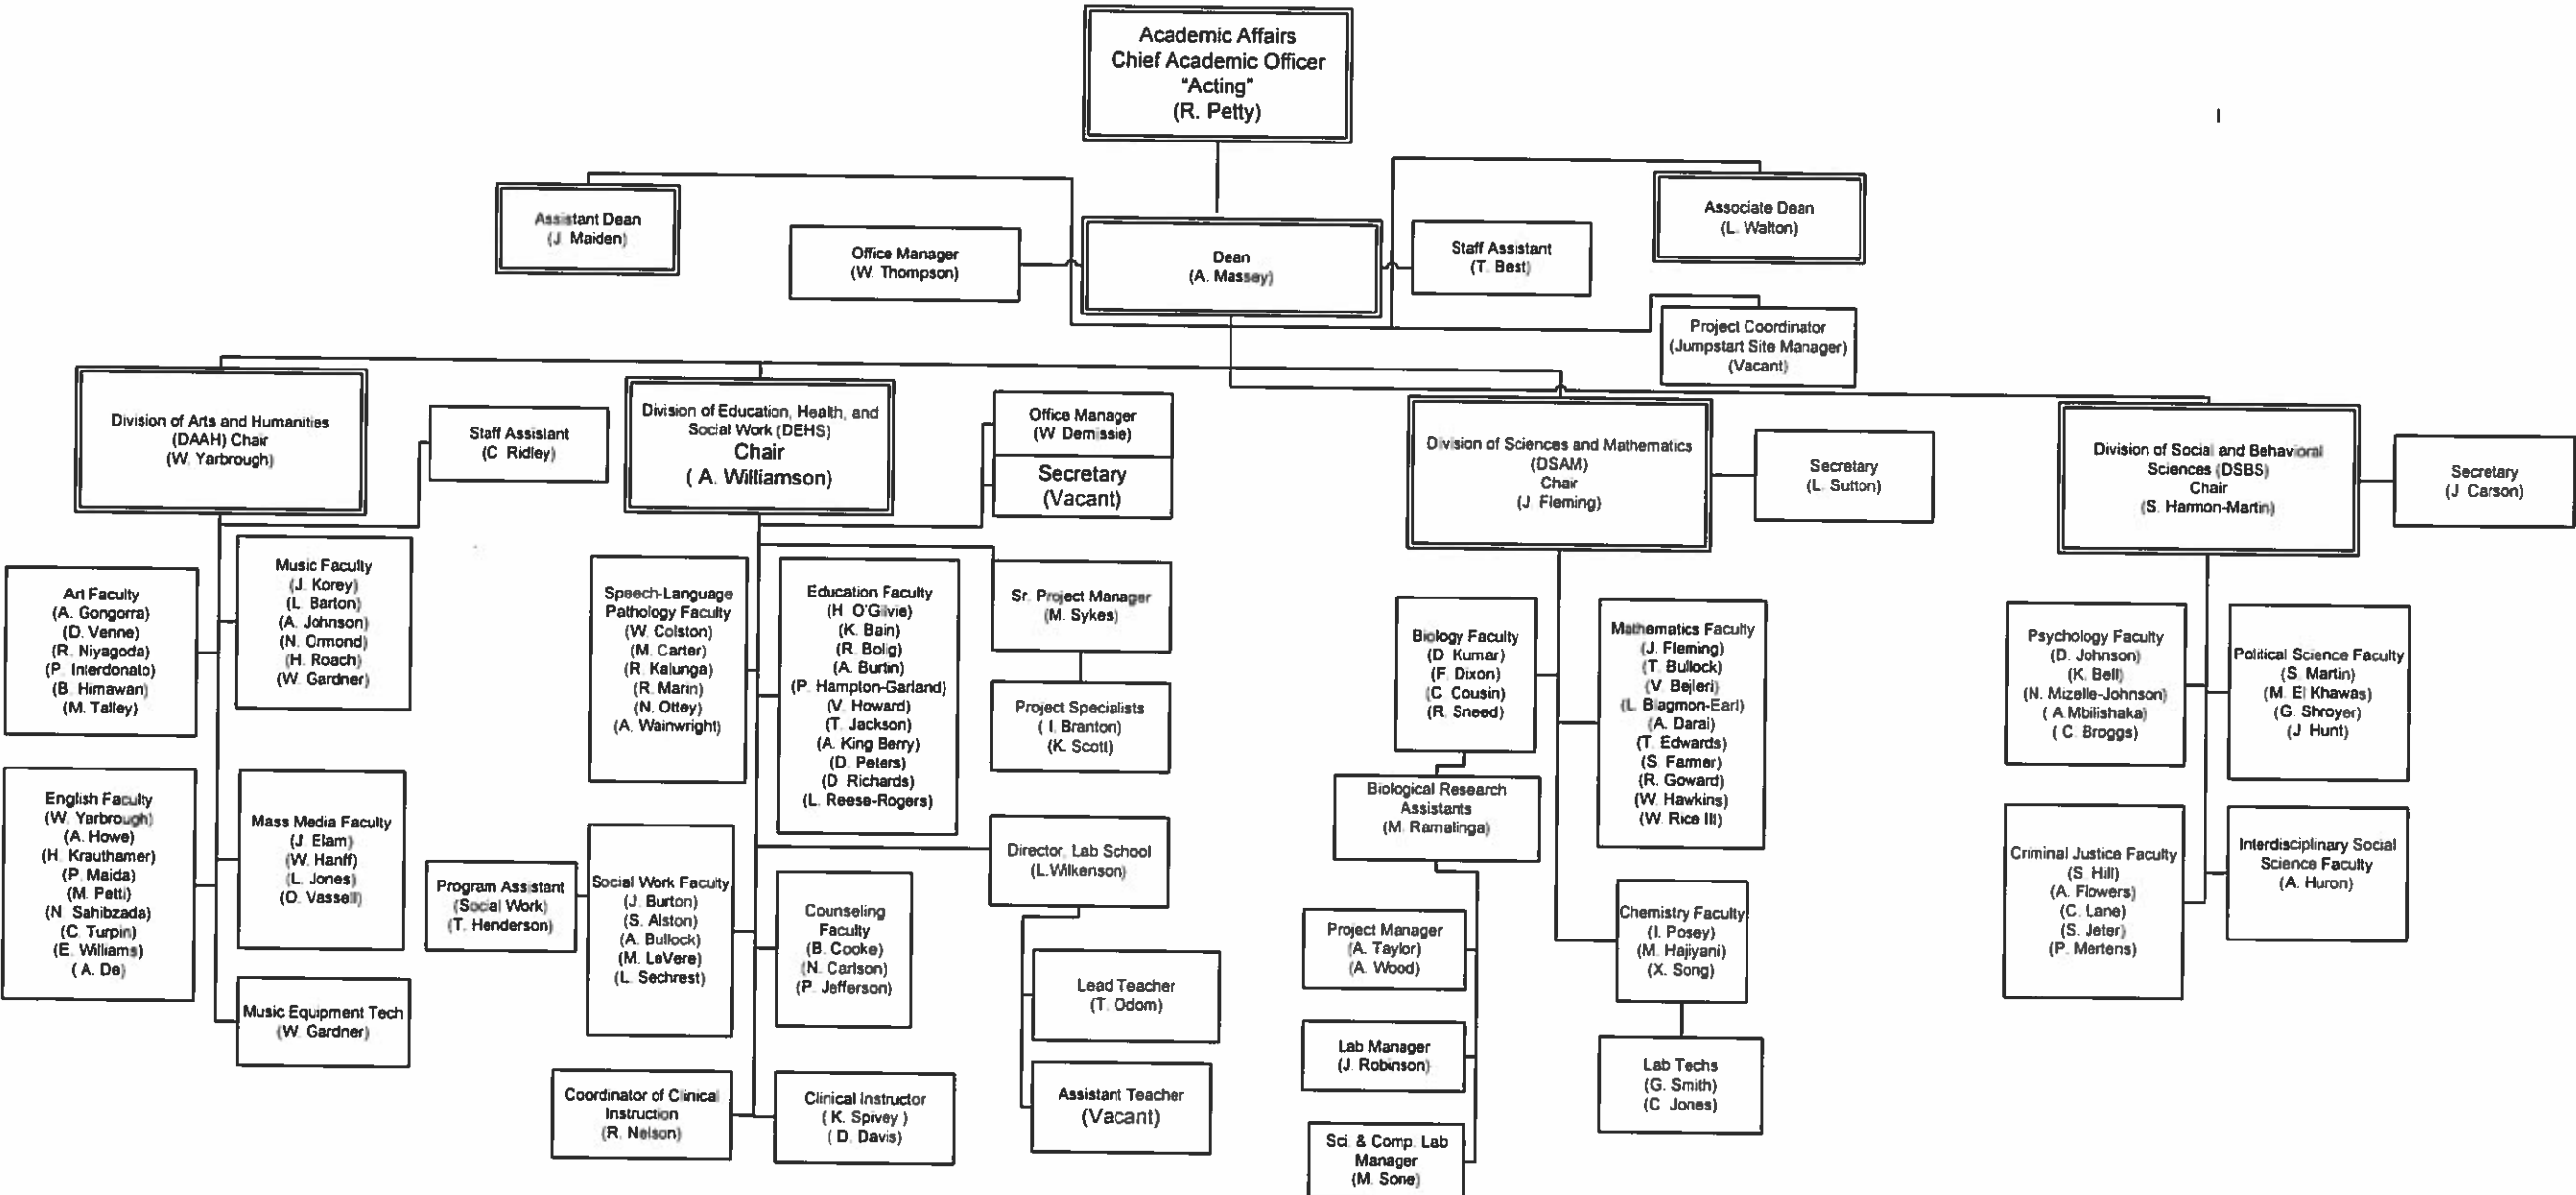 Academic Affairs
Chief Academic Officer
"Acting"
(R. Petty)
Assistant Dean
(J. Maiden)
Office Manager
(W. Thompson)
Dean
(A. Massey)
Staff Assistant
(T. Best)
Associate Dean
(L. Walton)
Project Coordinator
(Jumpstart Site Manager)
(Vacant)
Division of Arts and Humanities
(DAAH) Chair
(W. Yarbrough)
Staff Assistant
(C. Ridley)
Art Faculty
(A. Gongorra)
(D. Venne)
(R. Niyagoda)
(P. Interdonato)
(B. Himawan)
(M. Talley)
Music Faculty
(J. Korey)
(L. Barton)
(A. Johnson)
(N. Ormond)
(H. Roach)
(W. Gardner)
English Faculty
(W. Yarbrough)
(A. Howe)
(H. Krauthamer)
(P. Maida)
(M. Petti)
(N. Sahibzada)
(C. Turpin)
(E. Williams)
( A. De)
Mass Media Faculty
(J. Elam)
(W. Hanff)
(L. Jones)
(O. Vassell)
Music Equipment Tech
(W. Gardner)
Division of Education, Health, and
Social Work (DEHS)
Chair
( A. Williamson)
Office Manager
(W. Demissie)
Secretary
(Vacant)
Speech-Language
Pathology Faculty
(W. Colston)
(M. Carter)
(R. Kalunga)
(R. Marin)
(N. Ottey)
(A. Wainwright)
Education Faculty
(H. O'Gilvie)
(K. Bain)
(R. Bolig)
(A. Burtin)
(P. Hampton-Garland)
(V. Howard)
(T. Jackson)
(A. King Berry)
(D. Peters)
(D. Richards)
(L. Reese-Rogers)
Sr. Project Manager
(M. Sykes)
Project Specialists
( I. Branton)
(K. Scott)
Program Assistant
(Social Work)
(T. Henderson)
Social Work Faculty
(J. Burton)
(S. Alston)
(A. Bullock)
(M. LeVere)
(L. Sechrest)
Counseling
Faculty
(B. Cooke)
(N. Carlson)
(P. Jefferson)
Director, Lab School
(L.Wilkenson)
Lead Teacher
(T. Odom)
Assistant Teacher
(Vacant)
Coordinator of Clinical
Instruction
(R. Nelson)
Clinical Instructor
( K. Spivey )
( D. Davis)
Division of Sciences and Mathematics
(DSAM)
Chair
(J. Fleming)
Secretary
(L. Sutton)
Biology Faculty
(D. Kumar)
(F. Dixon)
(C. Cousin)
(R. Sneed)
Mathematics Faculty
(J. Fleming)
(T. Bullock)
(V. Bejleri)
(L. Blagmon-Earl)
(A. Darai)
(T. Edwards)
(S. Farmer)
(R. Goward)
(W. Hawkins)
(W. Rice III)
Biological Research
Assistants
(M. Ramalinga)
Project Manager
(A. Taylor)
(A. Wood)
Lab Manager
(J. Robinson)
Sci. & Comp. Lab
Manager
(M. Sone)
Chemistry Faculty
(I. Posey)
(M. Hajiyani)
(X. Song)
Lab Techs
(G. Smith)
(C. Jones)
Division of Social and Behavioral
Sciences (DSBS)
Chair
(S. Harmon-Martin)
Secretary
(J. Carson)
Psychology Faculty
(D. Johnson)
(K. Bell)
(N. Mizelle-Johnson)
( A.Mbilishaka)
( C. Broggs)
Political Science Faculty
(S. Martin)
(M. El Khawas)
(G. Shroyer)
(J. Hunt)
Criminal Justice Faculty
(S. Hill)
(A. Flowers)
(C. Lane)
(S. Jeter)
(P. Mertens)
Interdisciplinary Social
Science Faculty
(A. Huron)